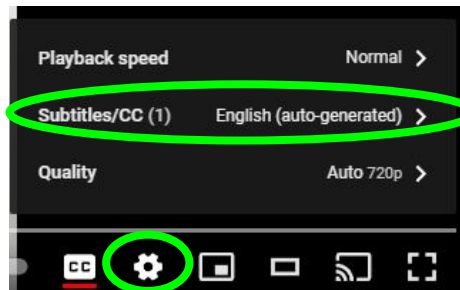 Playback speed Normal
Subtitles/CC (1) English (auto-generated)
Quality Auto 720p
CC